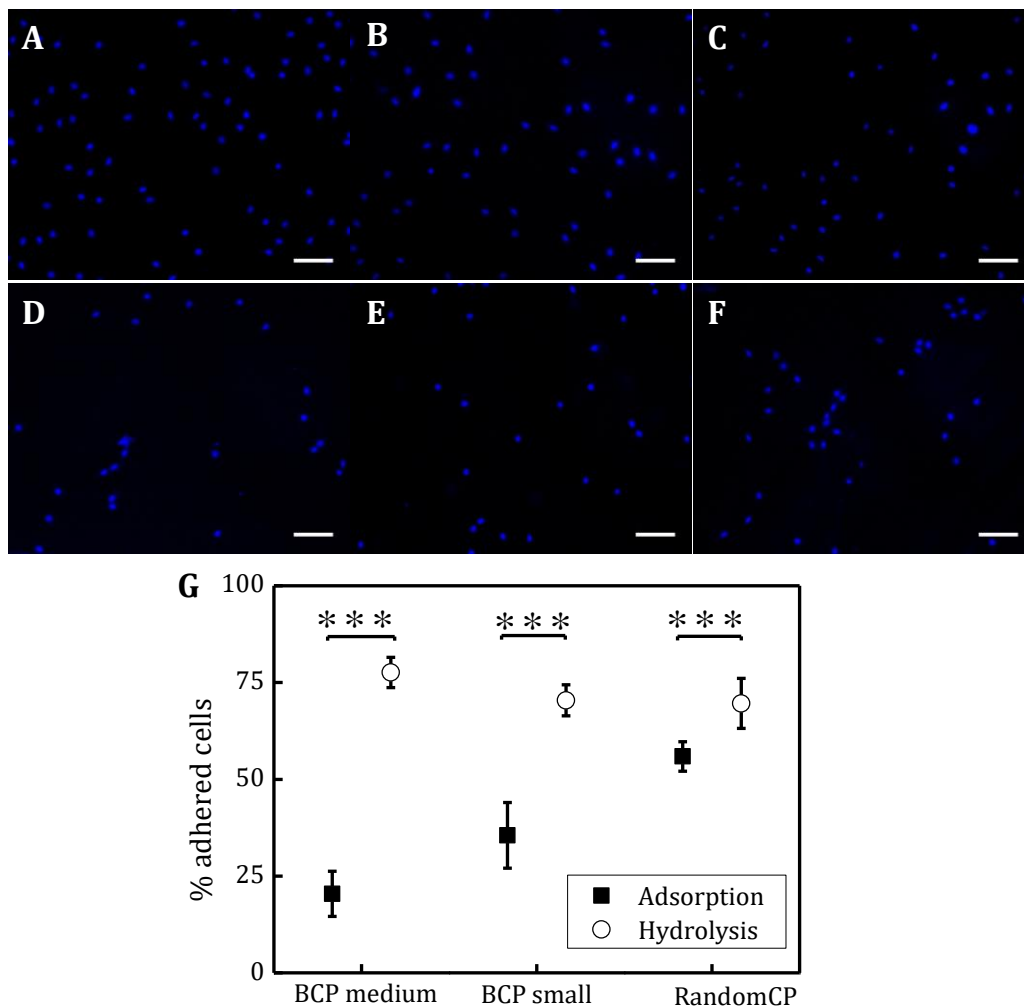 A
B
C
D
E
F
G
100
75
50
25
0
% adhered cells
***
***
***
Adsorption
Hydrolysis
BCP medium
BCP small
RandomCP